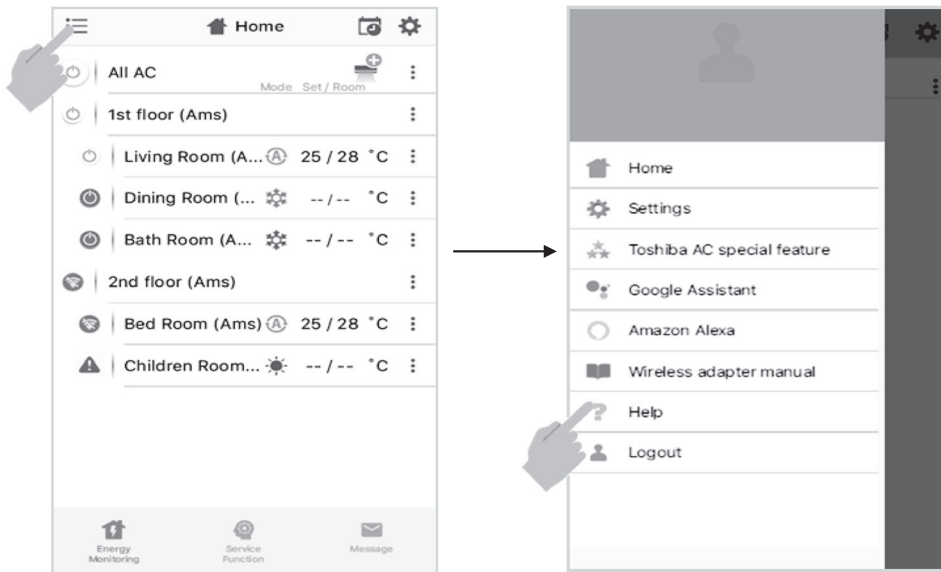 Home
All AC
Mode Set / Room
1st floor (Ams)
Living Room (A... A 25 / 28 °C
Dining Room (... -- / -- °C
Bath Room (A... -- / -- °C
2nd floor (Ams)
Bed Room (Ams) A 25 / 28 °C
Children Room... -- / -- °C
Energy Monitoring
Service Function
Message
Home
Settings
Toshiba AC special feature
Google Assistant
Amazon Alexa
Wireless adapter manual
? Help
Logout